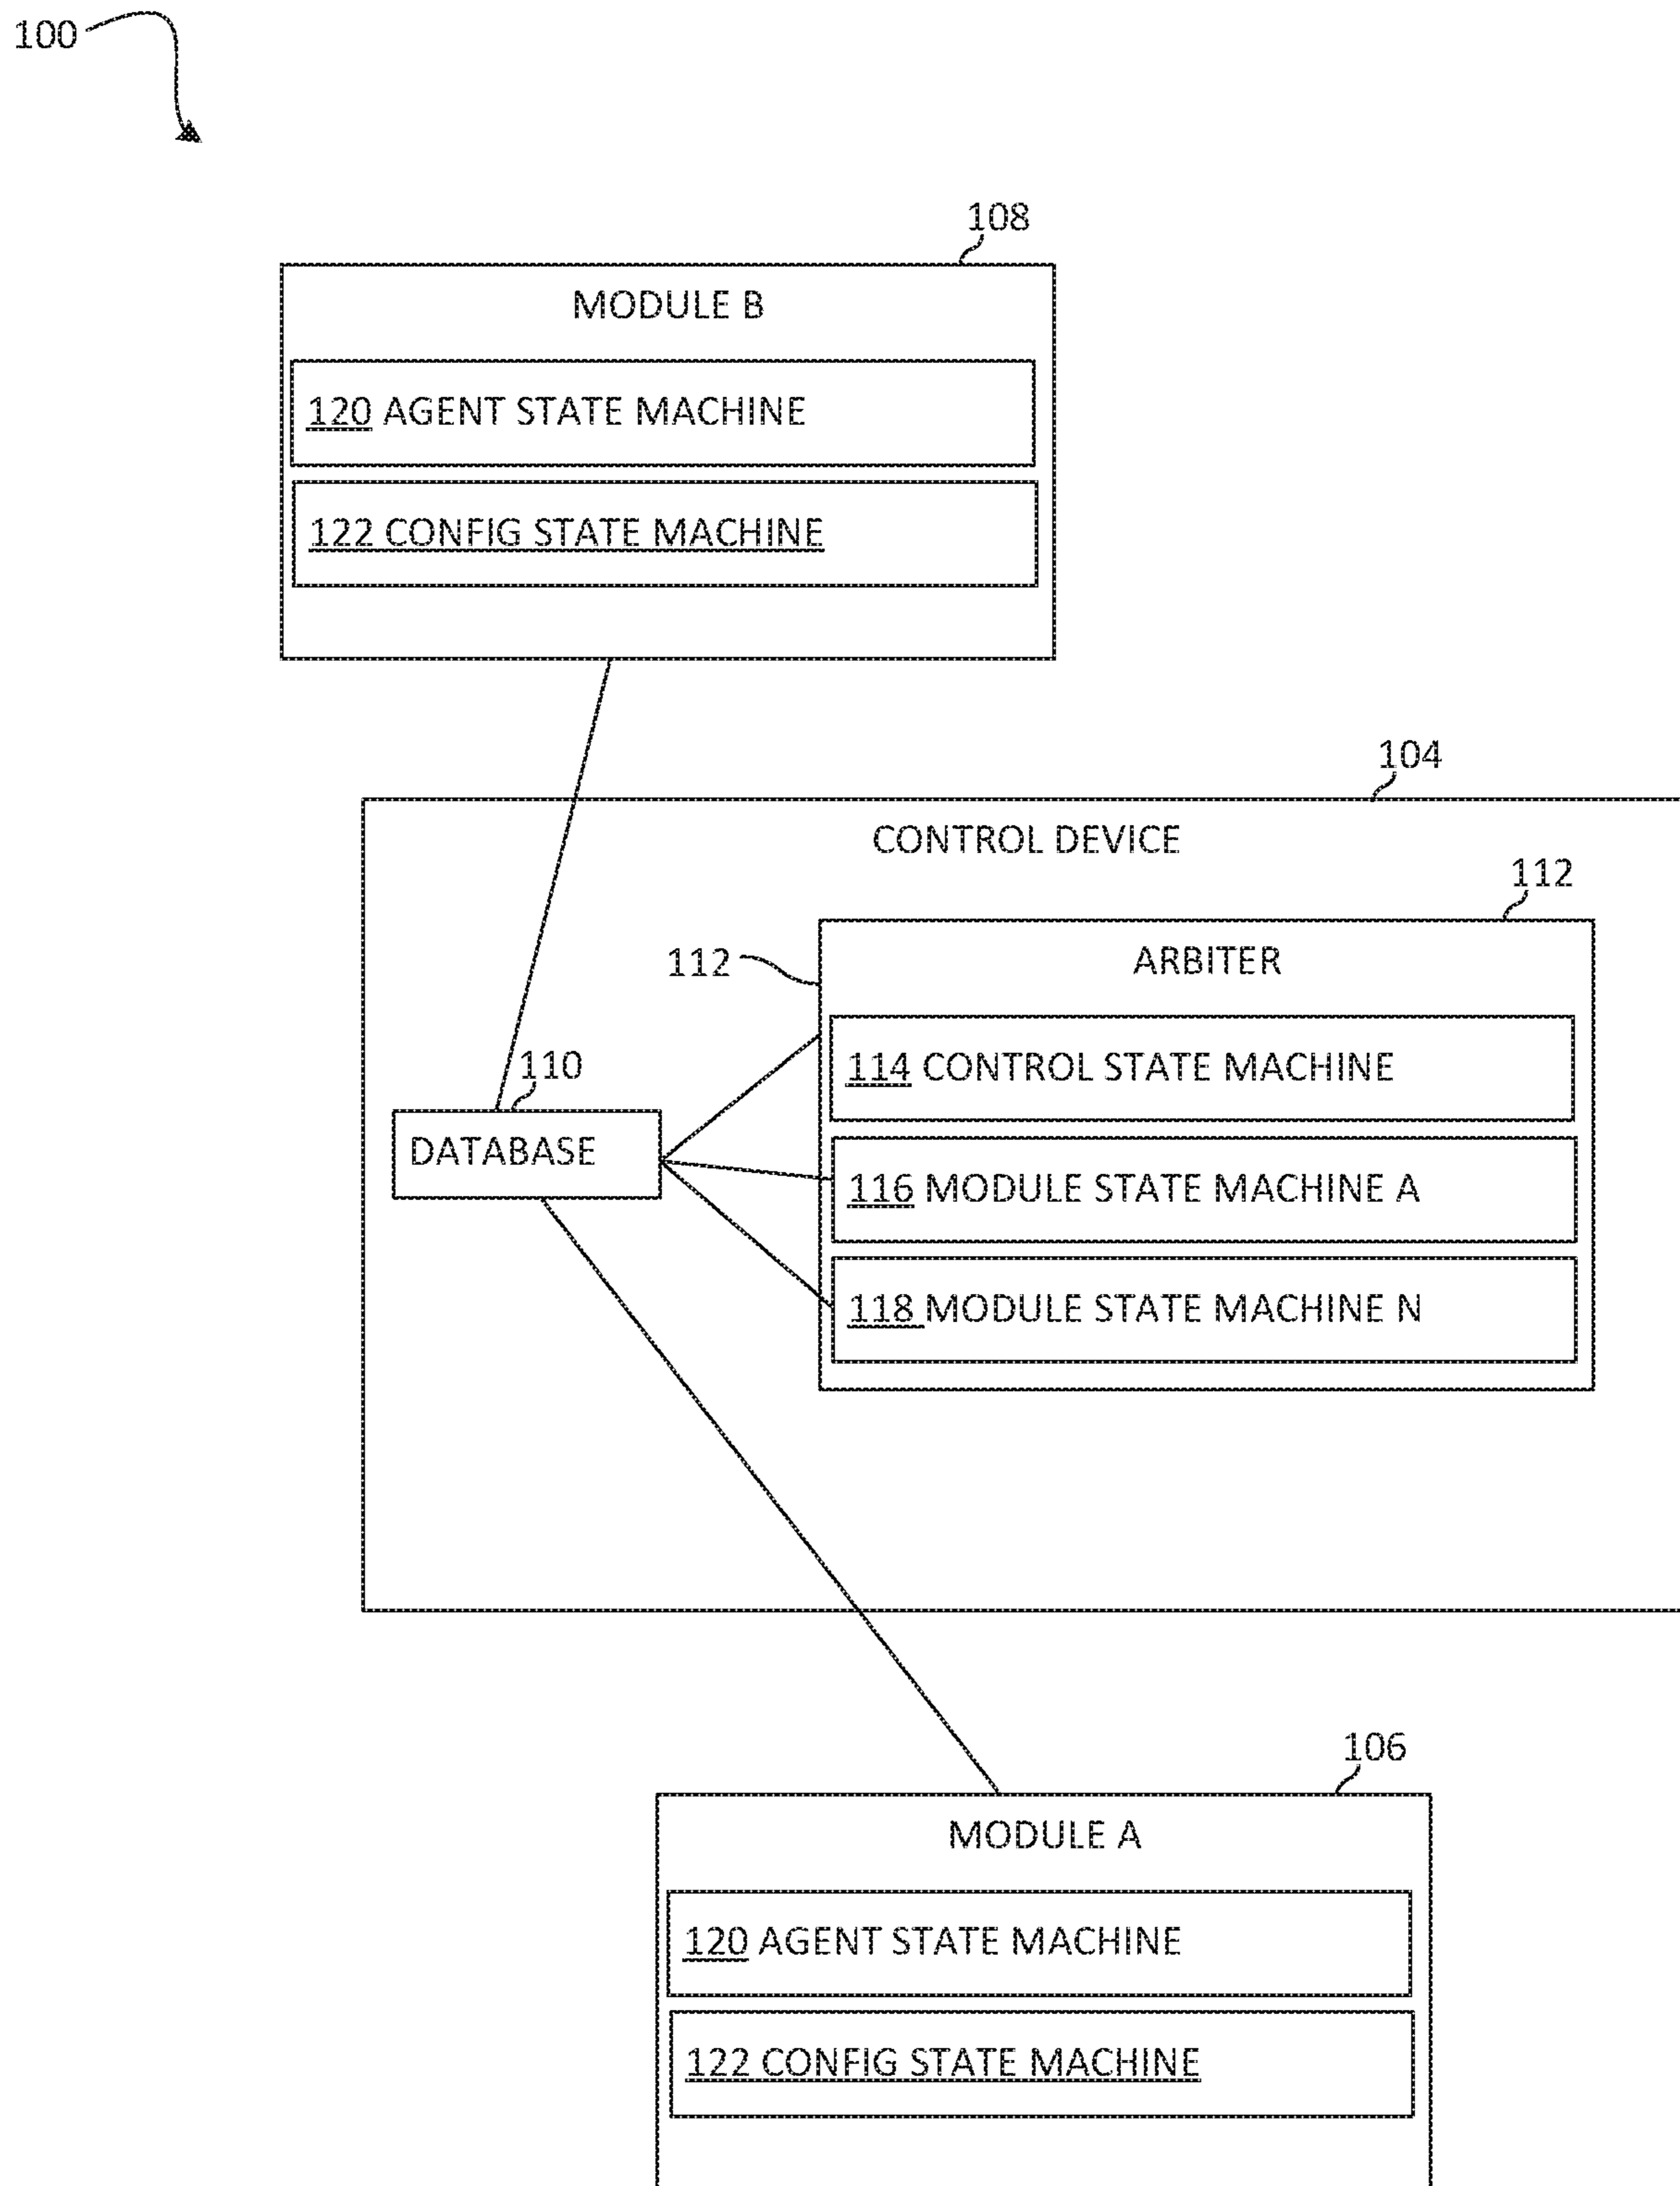 100
108
MODULE B
120 AGENT STATE MACHINE
122 CONFIG STATE MACHINE
104
CONTROL DEVICE
112
112
ARBITER
114 CONTROL STATE MACHINE
110
DATABASE
116 MODULE STATE MACHINE A
118 MODULE STATE MACHINE N
106
MODULE A
120 AGENT STATE MACHINE
122 CONFIG STATE MACHINE